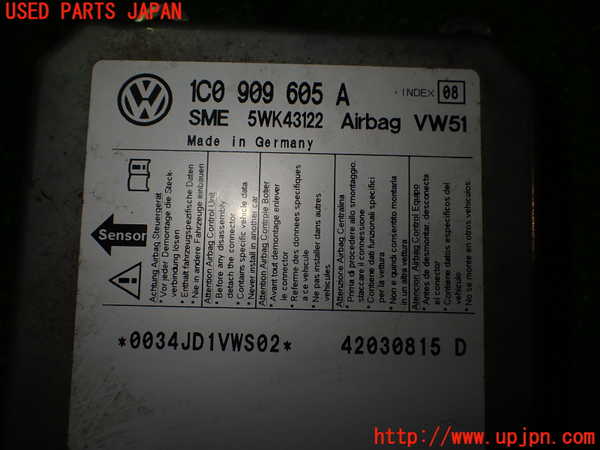 USED PARTS JAPAN
1C0 909 605 A
INDEX 08
SME 5WK43122 Airbag VW51
Made in Germany
Sensor
Achtung Airbag Steuergerät
• Vor jeder Demontage die Steck-
verbindung lösen
• Enthält fahrzeugspezifische Daten
• Nie in andere Fahrzeuge einbauen
Attention Airbag Control Unit
• Before any disassembly
detach the connector
• Contains specific vehicle data
• Never install in another car
Attention Airbag Controle Boiter
• Avant tout demontage enlever
le connector
• Referme des donnees specifiques
a ce vehicule
• Ne pas installer dans autres
vehicules
Attenzione Airbag Centralina
• Prima di procedere allo smontaggio,
staccare il connessione
• Contiene dati funzionali specifici
per la vettura
• Non e quindi consentito montarla
in un altra vettura
Atencion Airbag Control Equipo
• Antes de desmontar, desconecta
el conector
• Contene datos especificos del
vehiculo
• No se monte en otros vehiculos.
*0034JD1VWS02* 42030815 D
http://www.upjpn.com/